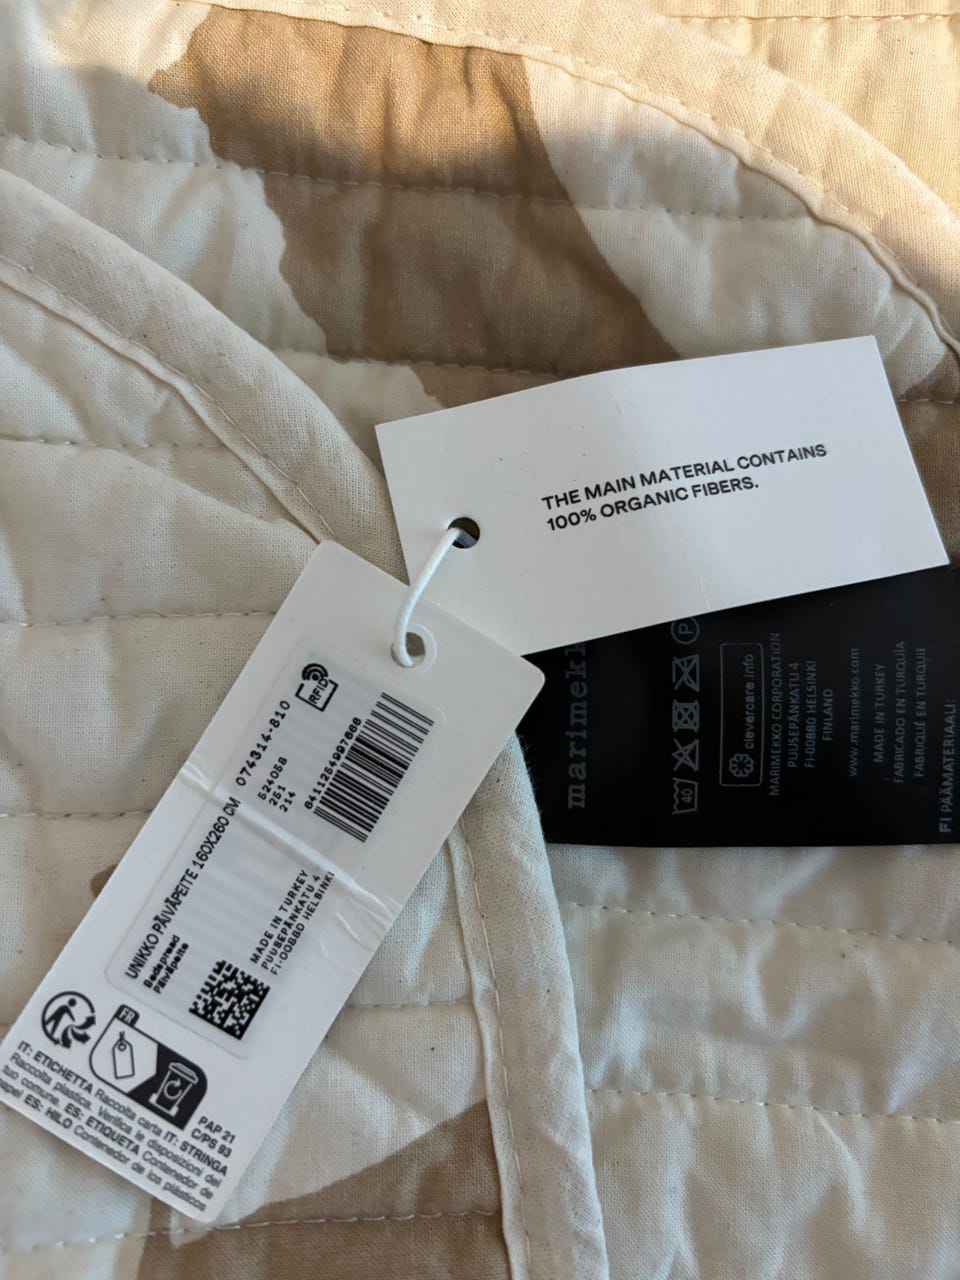 THE MAIN MATERIAL CONTAINS
100% ORGANIC FIBERS.
RFID
UNIKKO PÄIVÄPEITE 160X260 CM 074314-810
Bedspread
Päiväpeite
524058
251
214
6411254997668
MADE IN TURKEY
PUUSEPÄNKATU 4
FI-00880 HELSINKI
FR
PAP 21
C/PS 93
IT: ETICHETTA Raccolta carta IT: STRINGA
Raccolta plastica. Verifica le disposizioni del
tuo comune. ES: ETIQUETA Contenedor de
papel ES: HILO Contenedor de los plásticos
marimekk
40
P
clevercare.info
MARIMEKKO CORPORATION
PUUSEPÄNKATU 4
FI-00880 HELSINKI
FINLAND
www.marimekko.com
MADE IN TURKEY
FABRICADO EN TURQUÍA
FABRIQUÉ EN TURQUIE
FI PÄÄMATERIAALI: